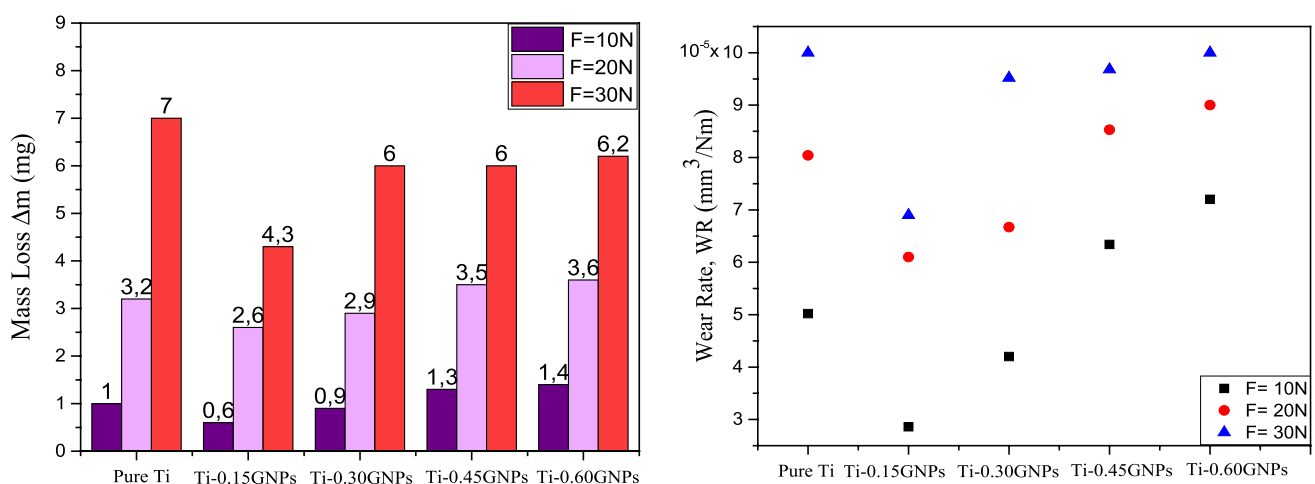 9
8
7
6
5
4
3
2
1
0
Mass Loss Δm (mg)
F=10N
F=20N
F=30N
1
3,2
7
0,6
2,6
4,3
0,9
2,9
6
1,3
3,5
6
1,4
3,6
6,2
Pure Ti
Ti-0.15GNPs
Ti-0.30GNPs
Ti-0.45GNPs
Ti-0.60GNPs
10⁻⁵x 10
9
8
7
6
5
4
3
Wear Rate, WR (mm³/Nm)
F= 10N
F= 20N
F= 30N
Pure Ti
Ti-0.15GNPs
Ti-0.30GNPs
Ti-0.45GNPs
Ti-0.60GNPs